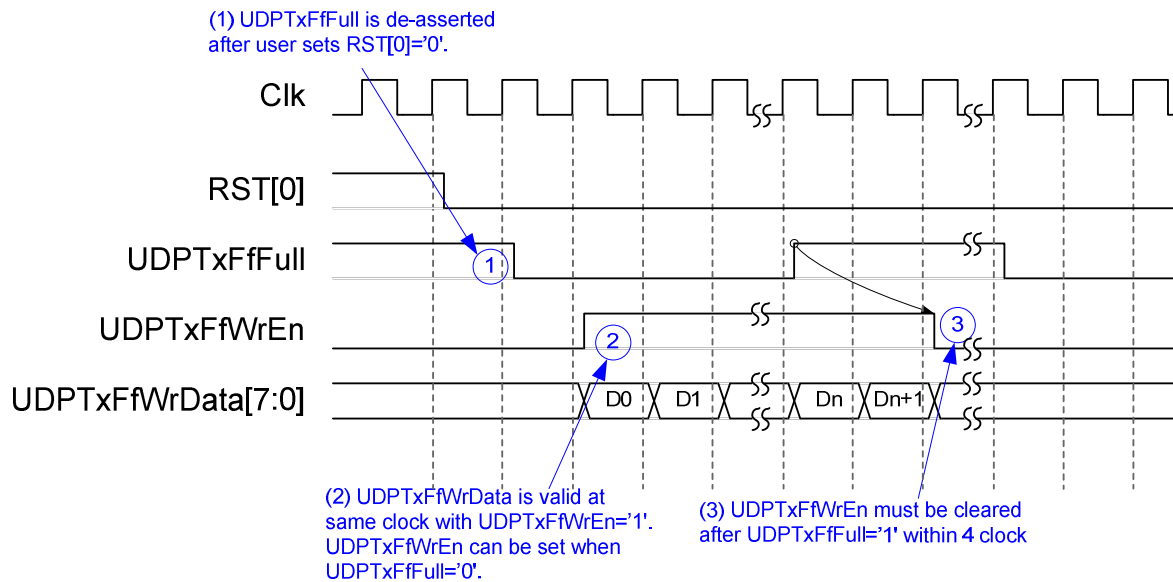 (1) UDPTxFfFull is de-asserted
after user sets RST[0]='0'.
Clk
RST[0]
UDPTxFfFull
1
UDPTxFfWrEn
2
3
UDPTxFfWrData[7:0]
D0
D1
Dn
Dn+1
(2) UDPTxFfWrData is valid at
same clock with UDPTxFfWrEn='1'.
UDPTxFfWrEn can be set when
UDPTxFfFull='0'.
(3) UDPTxFfWrEn must be cleared
after UDPTxFfFull='1' within 4 clock